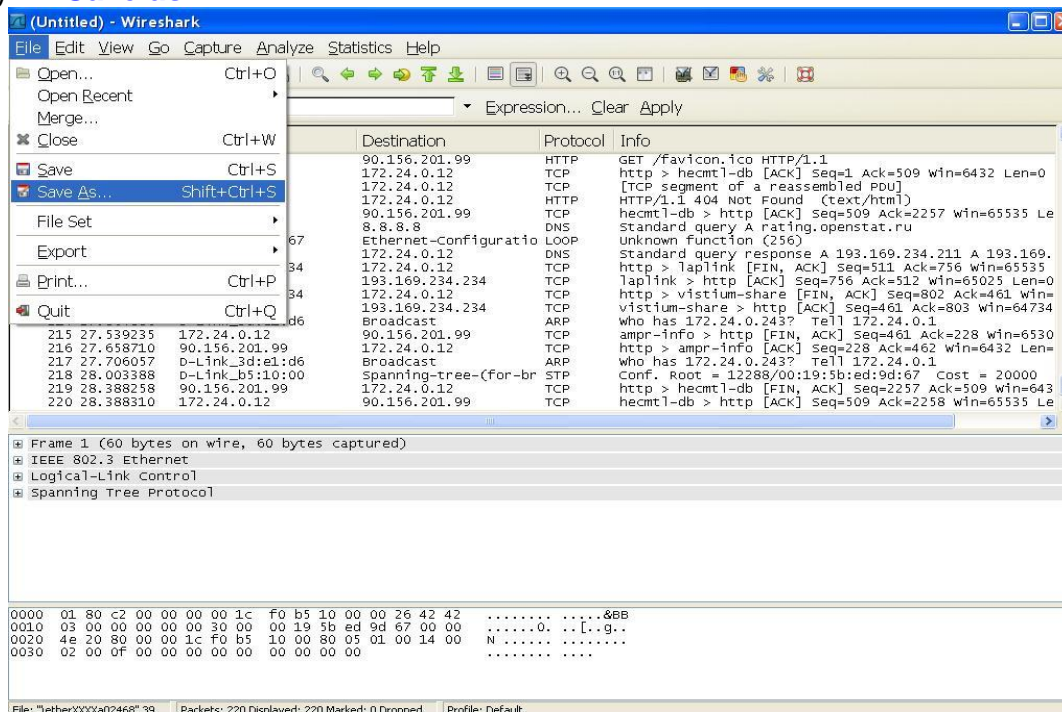 (Untitled) - Wireshark
File Edit View Go Capture Analyze Statistics Help
Open... Ctrl+O
Open Recent
Expression... Clear Apply
Merge...
Close Ctrl+W
Destination Protocol Info
Save Ctrl+S
90.156.201.99 HTTP GET /favicon.ico HTTP/1.1
172.24.0.12 TCP http > hecmtl-db [ACK] Seq=1 Ack=509 Win=6432 Len=0
Save As... Shift+Ctrl+S
172.24.0.12 TCP [TCP segment of a reassembled PDU]
172.24.0.12 HTTP HTTP/1.1 404 Not Found (text/html)
90.156.201.99 TCP hecmtl-db > http [ACK] Seq=509 Ack=2257 Win=65535 Le
File Set
8.8.8.8 DNS Standard query A rating.openstat.ru
67 Ethernet-Configuratio LOOP Unknown function (256)
Export
172.24.0.12 DNS Standard query response A 193.169.234.211 A 193.169.
34 172.24.0.12 TCP http > laplink [FIN, ACK] Seq=511 Ack=756 Win=65535
Print... Ctrl+P
193.169.234.234 TCP laplink > http [ACK] Seq=756 Ack=512 Win=65025 Len=0
34 172.24.0.12 TCP http > vistium-share [FIN, ACK] Seq=802 Ack=461 Win=
Quit Ctrl+Q
193.169.234.234 TCP vistium-share > http [ACK] Seq=461 Ack=803 Win=64734
d6 Broadcast ARP Who has 172.24.0.243? Tell 172.24.0.1
215 27.539235 172.24.0.12 90.156.201.99 TCP ampr-info > http [FIN, ACK] Seq=461 Ack=228 Win=6530
216 27.658710 90.156.201.99 172.24.0.12 TCP http > ampr-info [ACK] Seq=228 Ack=462 Win=6432 Len=
217 27.706057 D-Link_3d:e1:d6 Broadcast ARP Who has 172.24.0.243? Tell 172.24.0.1
218 28.003388 D-Link_b5:10:00 Spanning-tree-(for-br STP Conf. Root = 12288/00:19:5b:ed:9d:67 Cost = 20000
219 28.388258 90.156.201.99 172.24.0.12 TCP http > hecmtl-db [FIN, ACK] Seq=2257 Ack=509 Win=643
220 28.388310 172.24.0.12 90.156.201.99 TCP hecmtl-db > http [ACK] Seq=509 Ack=2258 Win=65535 Le
Frame 1 (60 bytes on wire, 60 bytes captured)
IEEE 802.3 Ethernet
Logical-Link Control
Spanning Tree Protocol
0000 01 80 c2 00 00 00 00 1c f0 b5 10 00 00 26 42 42 ........ .....&BB
0010 03 00 00 00 00 00 30 00 00 19 5b ed 9d 67 00 00 ......0. ..[..g..
0020 4e 20 80 00 00 1c f0 b5 10 00 80 05 01 00 14 00 N ...... ........
0030 02 00 0f 00 00 00 00 00 00 00 00 00 ........ ....
Packets: 220 Displayed: 220 Marked: 0 Dropped Profile: Default